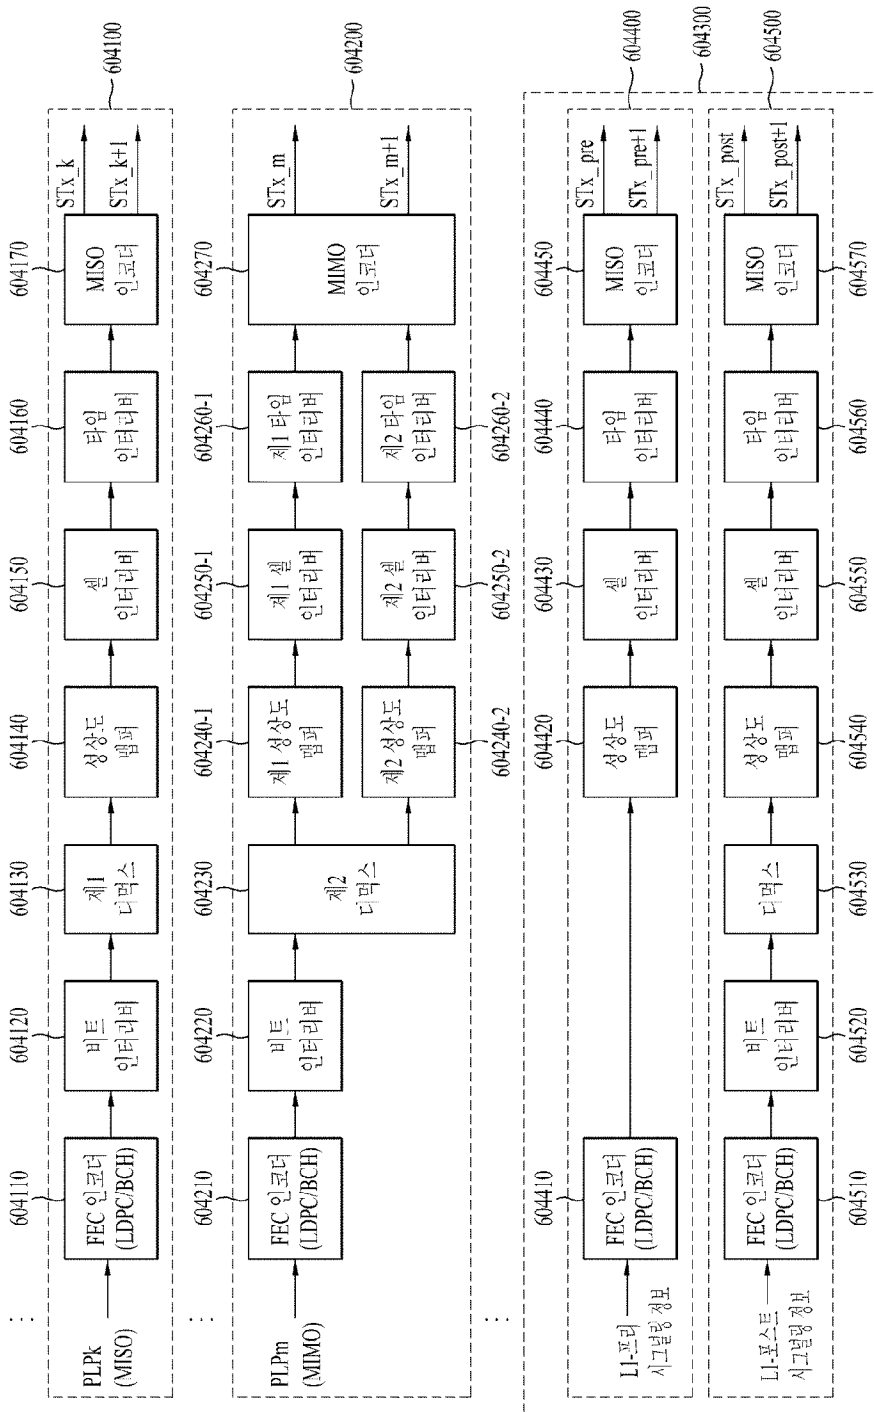 ⋮
PLPk
(MISO)
604110
FEC 인코더
(LDPC/BCH)
604120
비트
인터리버
604130
제1
디먹스
604140
성상도
맵퍼
604150
셀
인터리버
604160
타임
인터리버
604170
MISO
인코더
STx_k
STx_k+1
604100
⋮
PLPm
(MIMO)
604210
FEC 인코더
(LDPC/BCH)
604220
비트
인터리버
604230
제2
디먹스
604240-1
제1 성상도
맵퍼
604250-1
제1 셀
인터리버
604260-1
제1 타임
인터리버
제2 성상도
맵퍼
604240-2
제2 셀
인터리버
604250-2
제2 타임
인터리버
604260-2
604270
MIMO
인코더
STx_m
STx_m+1
604200
⋮
L1-프리
시그널링 정보
604410
FEC 인코더
(LDPC/BCH)
604420
성상도
맵퍼
604430
셀
인터리버
604440
타임
인터리버
604450
MISO
인코더
STx_pre
STx_pre+1
604400
604300
L1-포스트
시그널링 정보
FEC 인코더
(LDPC/BCH)
604510
비트
인터리버
604520
디먹스
604530
성상도
맵퍼
604540
셀
인터리버
604550
타임
인터리버
604560
MISO
인코더
604570
STx_post
STx_post+1
604500